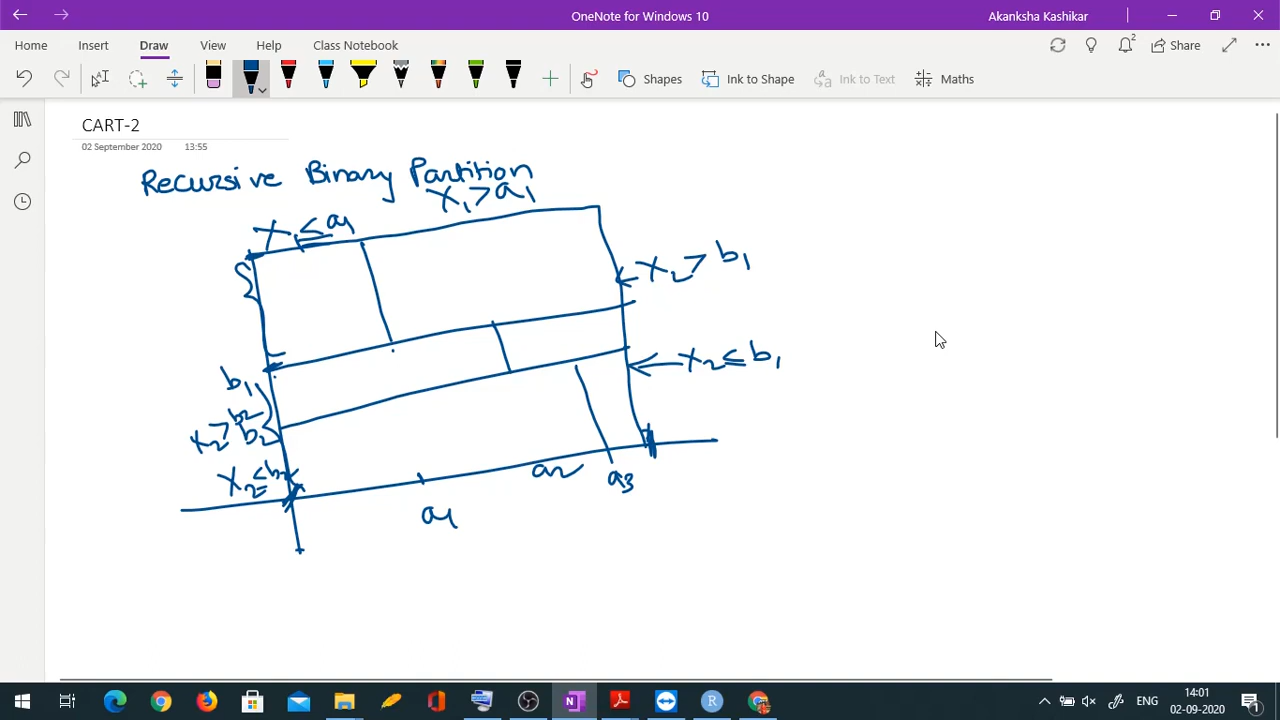 OneNote for Windows 10
Akanksha Kashikar
Home Insert Draw View Help Class Notebook
Share
Shapes Ink to Shape Ink to Text Maths
CART-2
02 September 2020 13:55
Recursive Binary Partition
X1 > a1
X1 ≤ a1
X2 > b1
X2 ≤ b1
b1
b2
X2 > b2
X2 ≤ b2
a2 a3
a1
ENG
14:01
02-09-2020
1